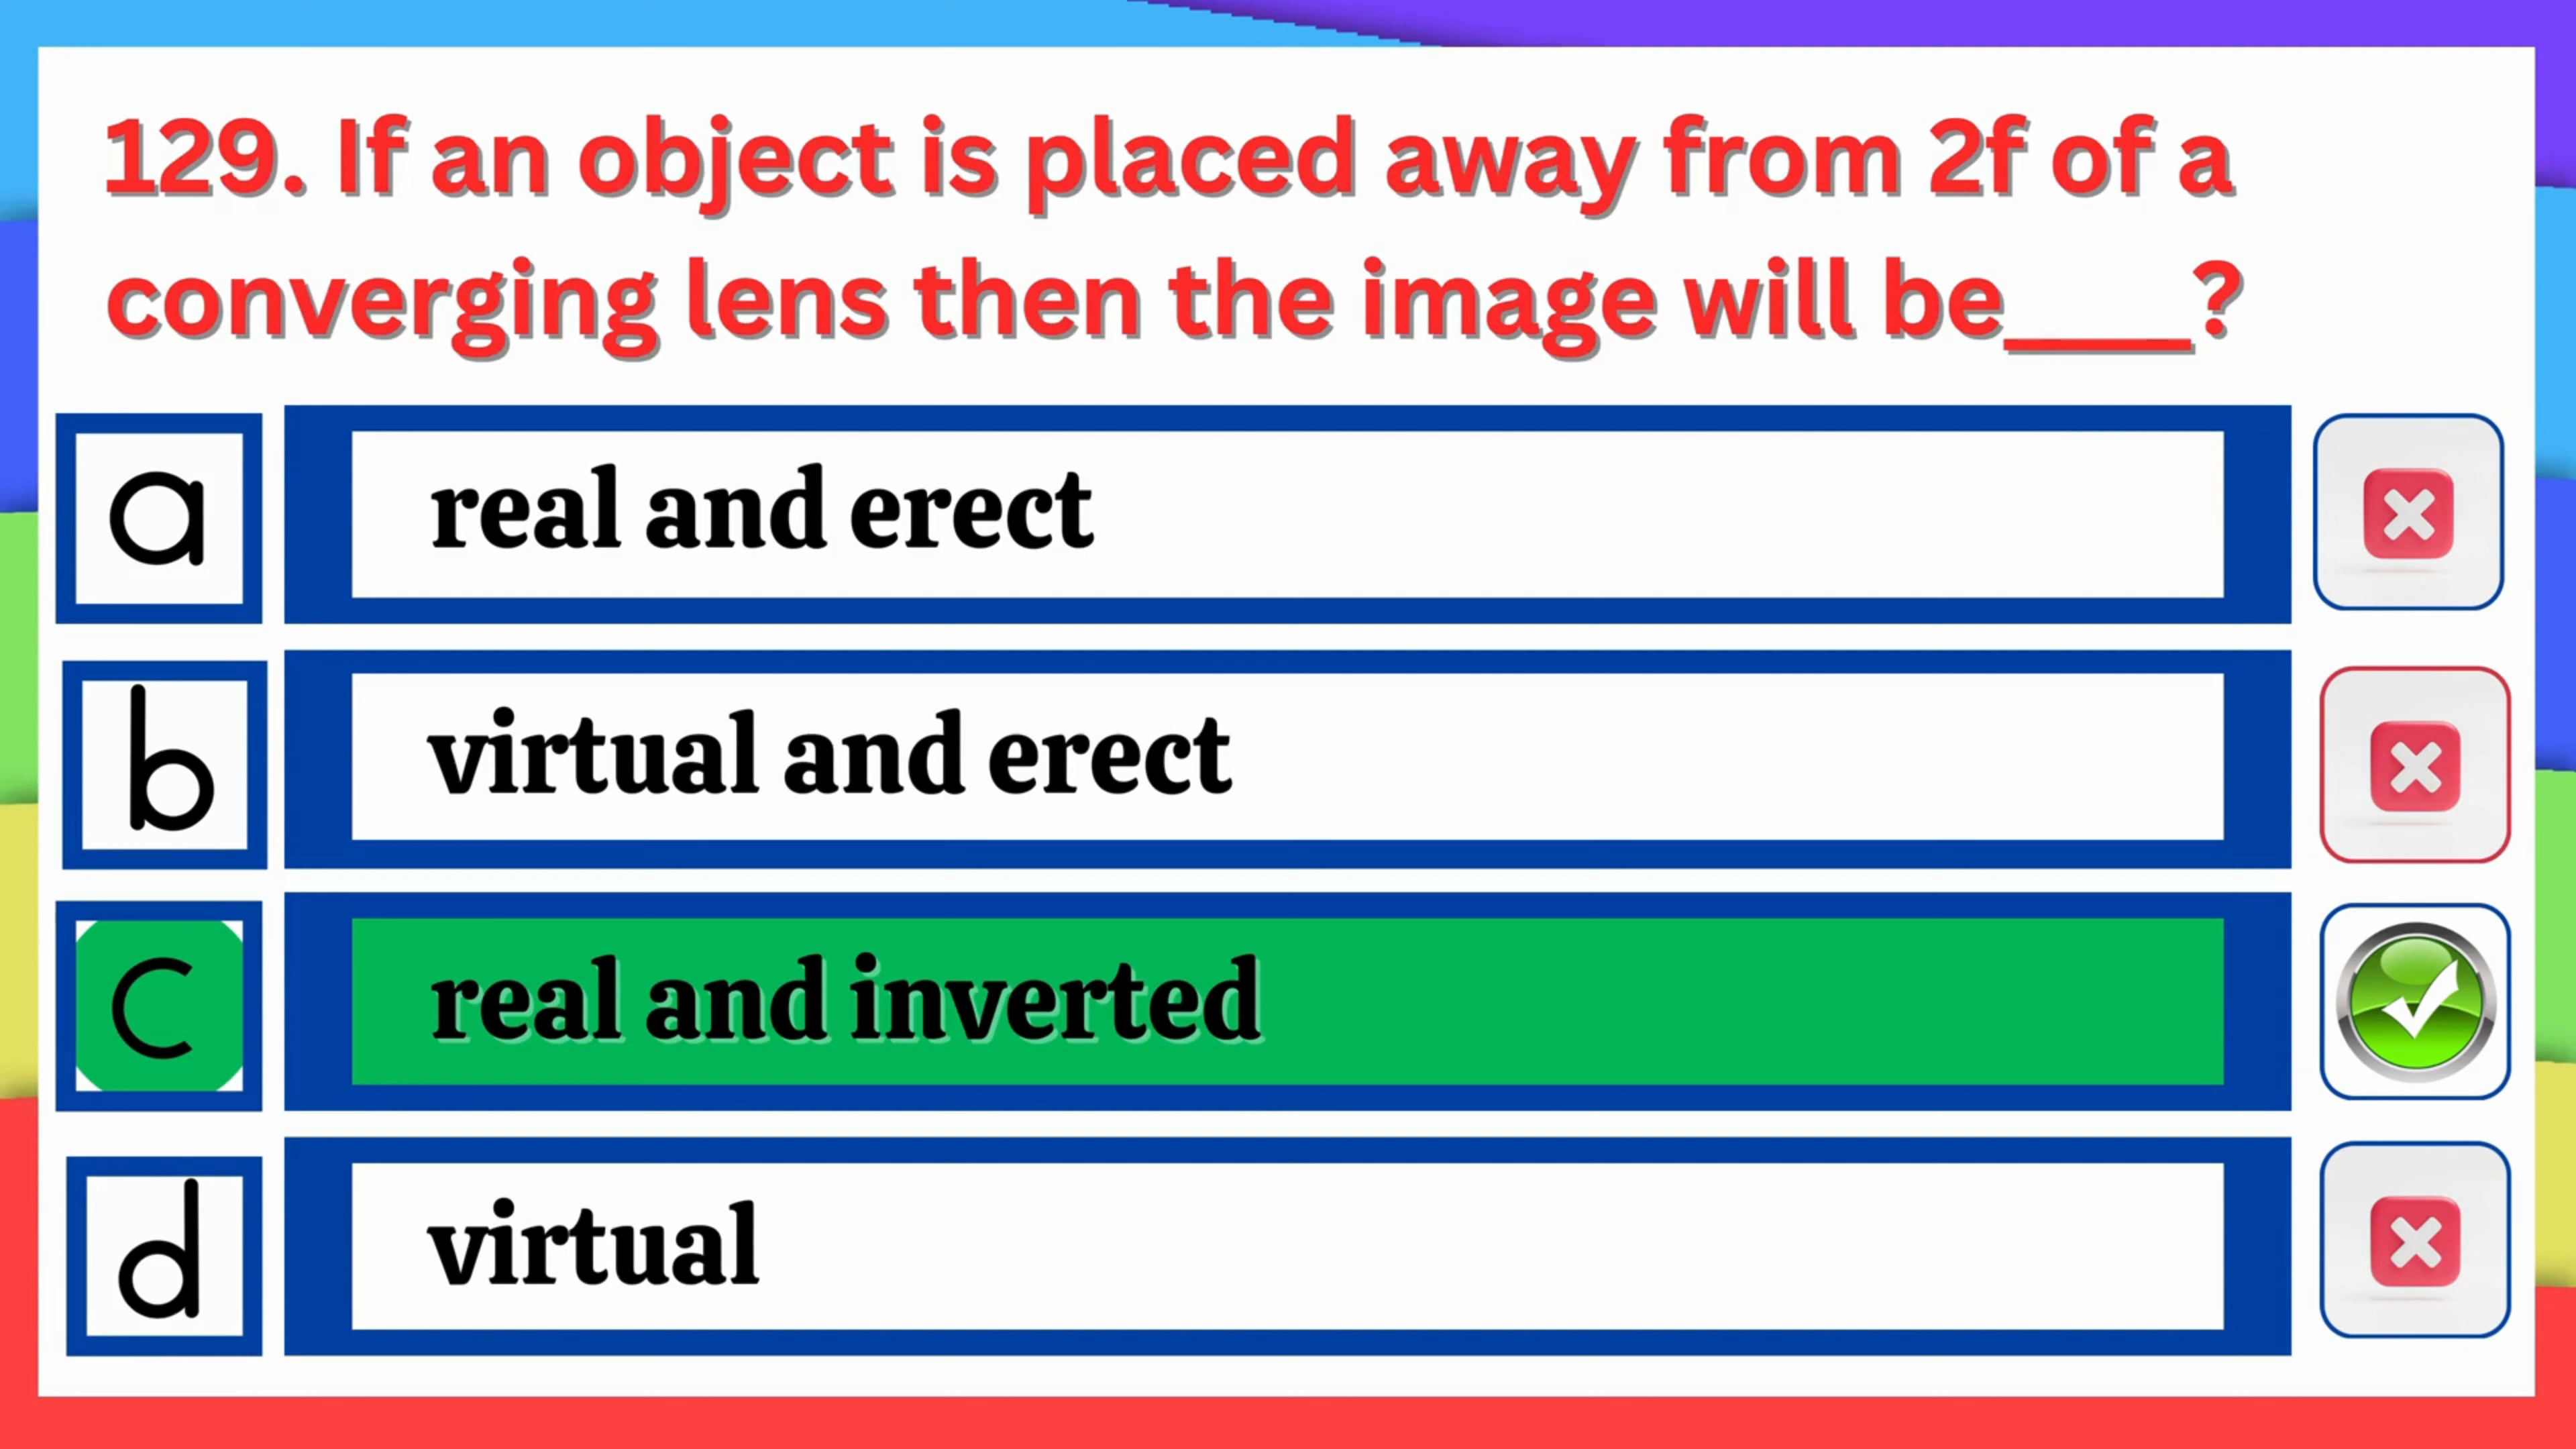 129. If an object is placed away from 2f of a
converging lens then the image will be___?
a
real and erect
b
virtual and erect
c
real and inverted
d
virtual